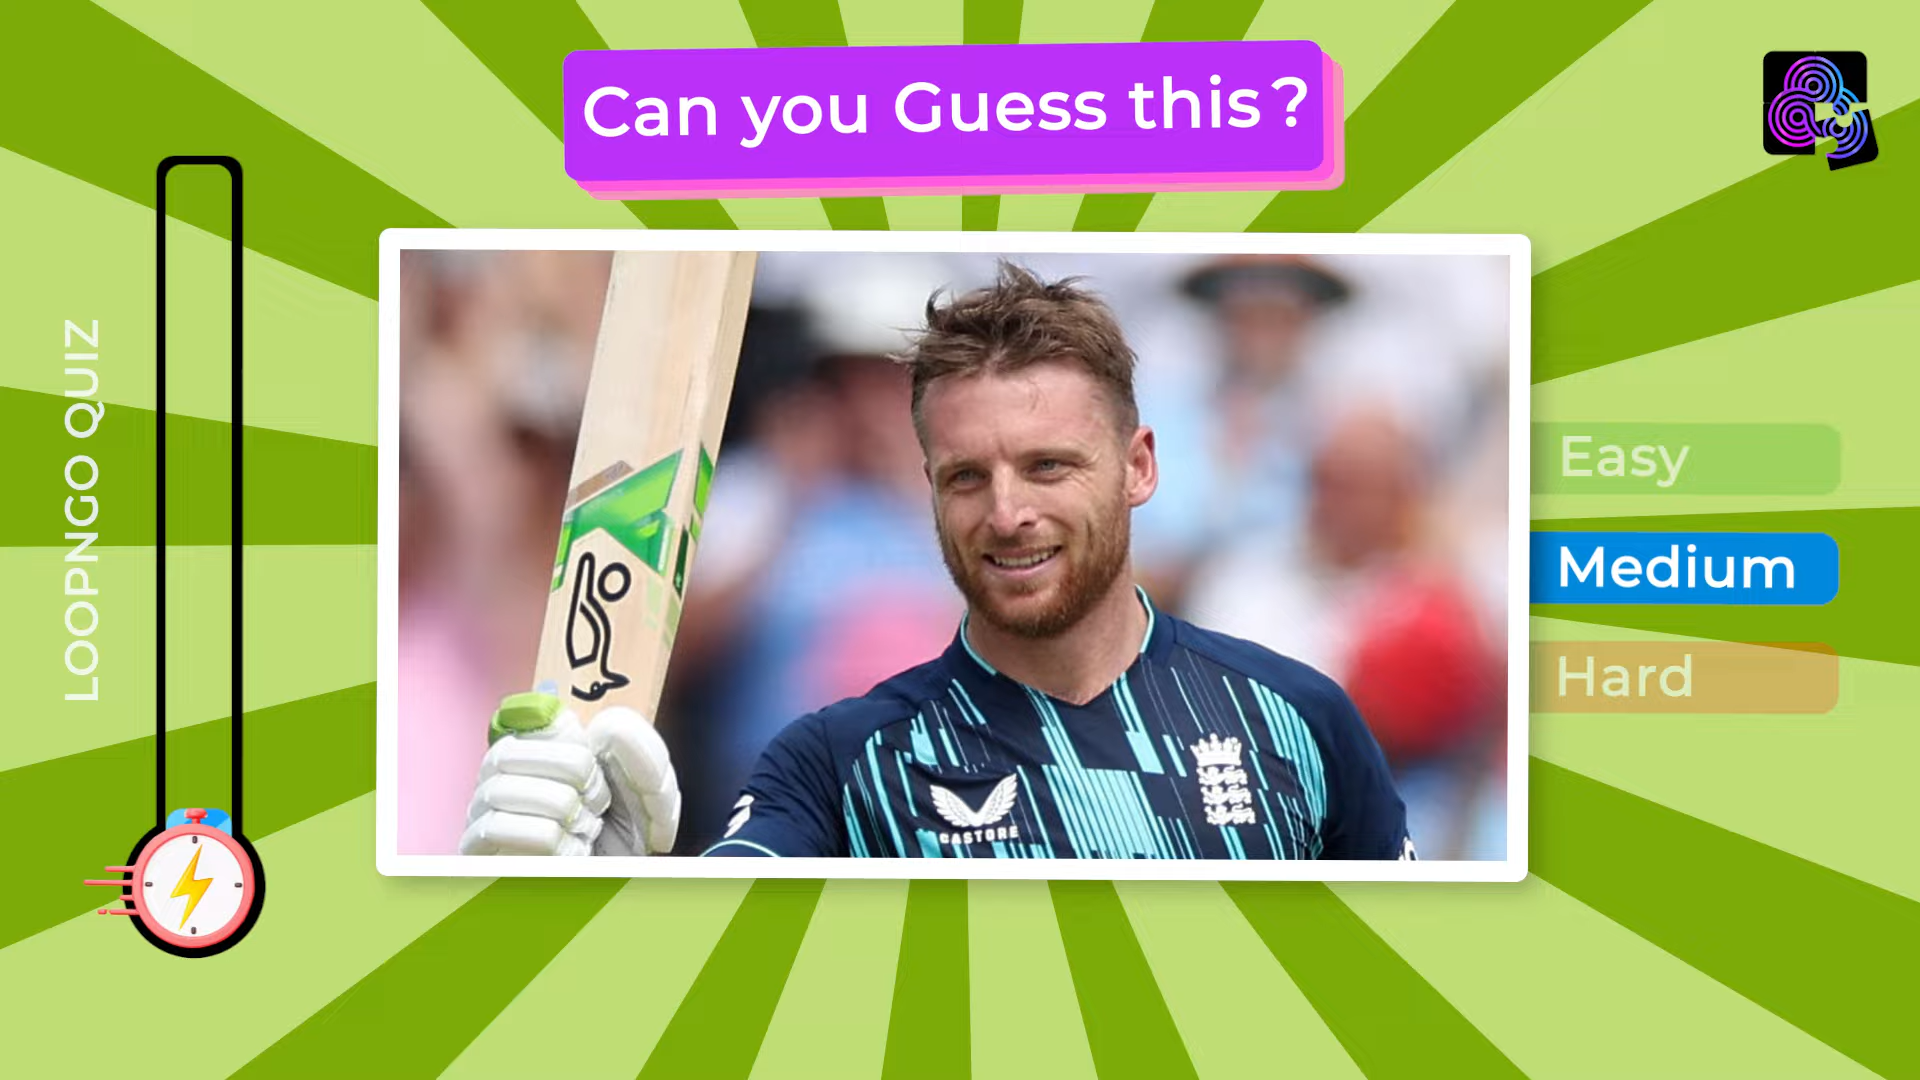 Can you Guess this ?
LOOPNGO QUIZ
Easy
Medium
Hard
CASTORE